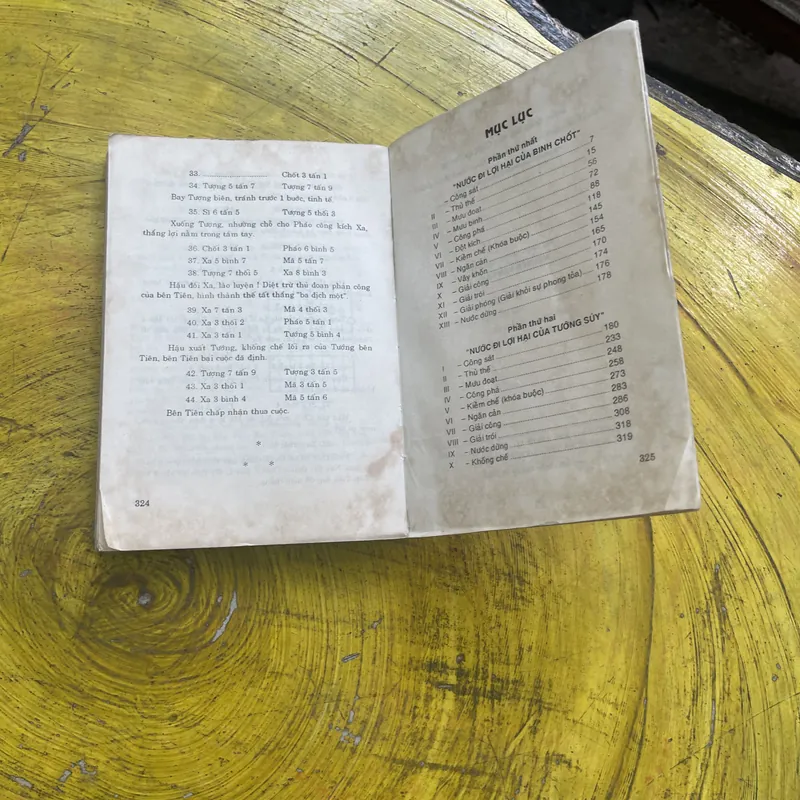 33. .............................. Chốt 3 tấn 1
34. Tượng 5 tấn 7 Tượng 7 tấn 9
Bay Tượng biên, tránh trước 1 bước, tinh tế.
35. Sĩ 6 tấn 5 Tượng 5 thối 3
Xuống Tượng, nhường chỗ cho Pháo công kích Xa,
thắng lợi nằm trong tầm tay.
36. Chốt 3 tấn 1 Pháo 6 bình 5
37. Xa 5 bình 7 Mã 5 tấn 7
38. Tượng 7 thối 5 Xa 8 bình 3
Hậu đổi Xa, lão luyện ! Diệt trừ thủ đoạn phản công
của bên Tiên, hình thành thế tất thắng "ba địch một".
39. Xa 7 tấn 3 Mã 4 thối 3
40. Xa 3 thối 2 Pháo 5 tấn 1
41. Xa 3 tấn 1 Tướng 5 bình 4
Hậu xuất Tướng, khống chế lối ra của Tướng bên
Tiên, bên Tiên bại cuộc đã định.
42. Tượng 7 tấn 9 Tượng 3 tấn 5
43. Xa 3 thối 1 Mã 3 tấn 5
44. Xa 3 bình 4 Mã 5 tấn 6
Bên Tiên chấp nhận thua cuộc.
*
* *
324
MỤC LỤC
Phần thứ nhất
"NƯỚC ĐI LỢI HẠI CỦA BINH CHỐT" 7
– Công sát 15
II – Thủ thế 56
III – Mưu đoạt 72
IV – Mưu binh 85
V – Công phá 118
VI – Đột kích 145
VII – Kiềm chế (Khóa buộc) 154
VIII – Ngăn cản 165
IX – Vây khốn 170
X – Giải công 174
XI – Giải trói 176
XII – Giải phóng (Giải khỏi sự phong tỏa) 178
XIII – Nước dừng
Phần thứ hai
"NƯỚC ĐI LỢI HẠI CỦA TƯỚNG SÚY" 180
I – Công sát 233
II – Thủ thế 248
III – Mưu đoạt 258
IV – Công phá 273
V – Kiềm chế (khóa buộc) 283
VI – Ngăn cản 286
VII – Giải công 308
VIII – Giải trói 318
IX – Nước dừng 319
X – Khống chế
325